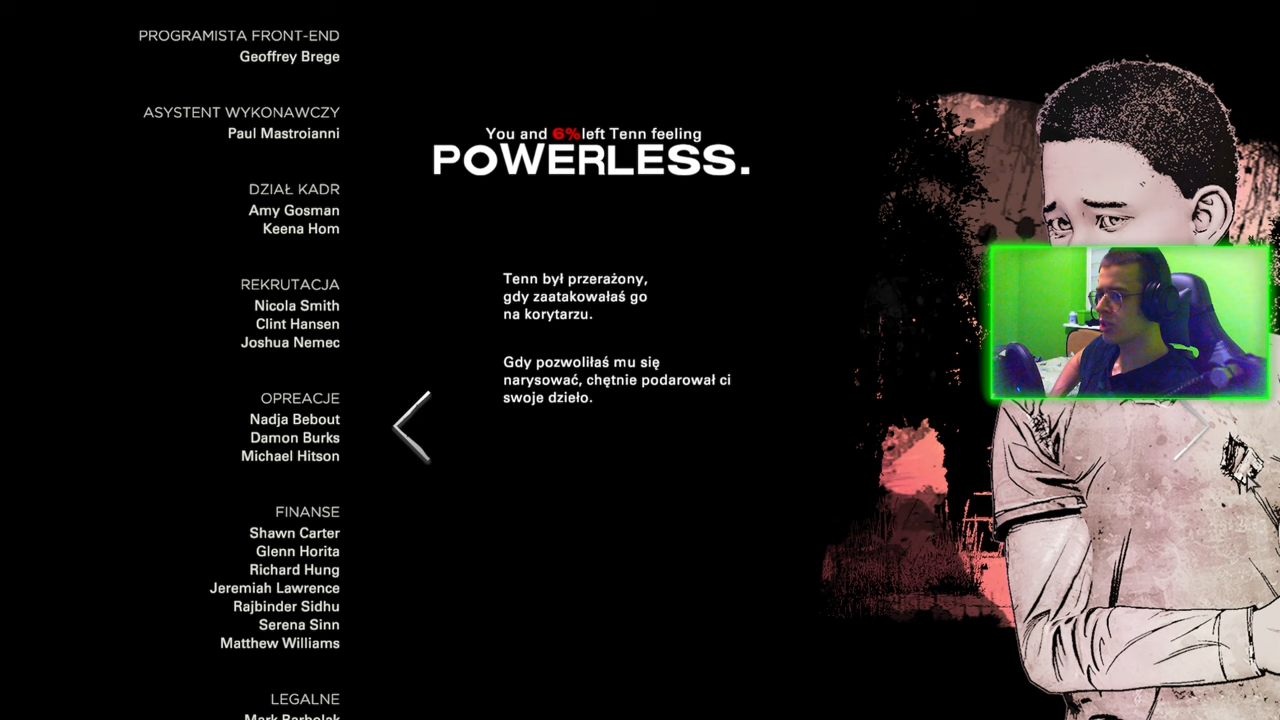 PROGRAMISTA FRONT-END
Geoffrey Brege
ASYSTENT WYKONAWCZY
Paul Mastroianni
DZIAŁ KADR
Amy Gosman
Keena Hom
REKRUTACJA
Nicola Smith
Clint Hansen
Joshua Nemec
OPREACJE
Nadja Bebout
Damon Burks
Michael Hitson
FINANSE
Shawn Carter
Glenn Horita
Richard Hung
Jeremiah Lawrence
Rajbinder Sidhu
Serena Sinn
Matthew Williams
LEGALNE
Mark Barbolak
You and 6%left Tenn feeling
POWERLESS.
Tenn był przerażony,
gdy zaatakowałaś go
na korytarzu.
Gdy pozwoliłaś mu się
narysować, chętnie podarował ci
swoje dzieło.